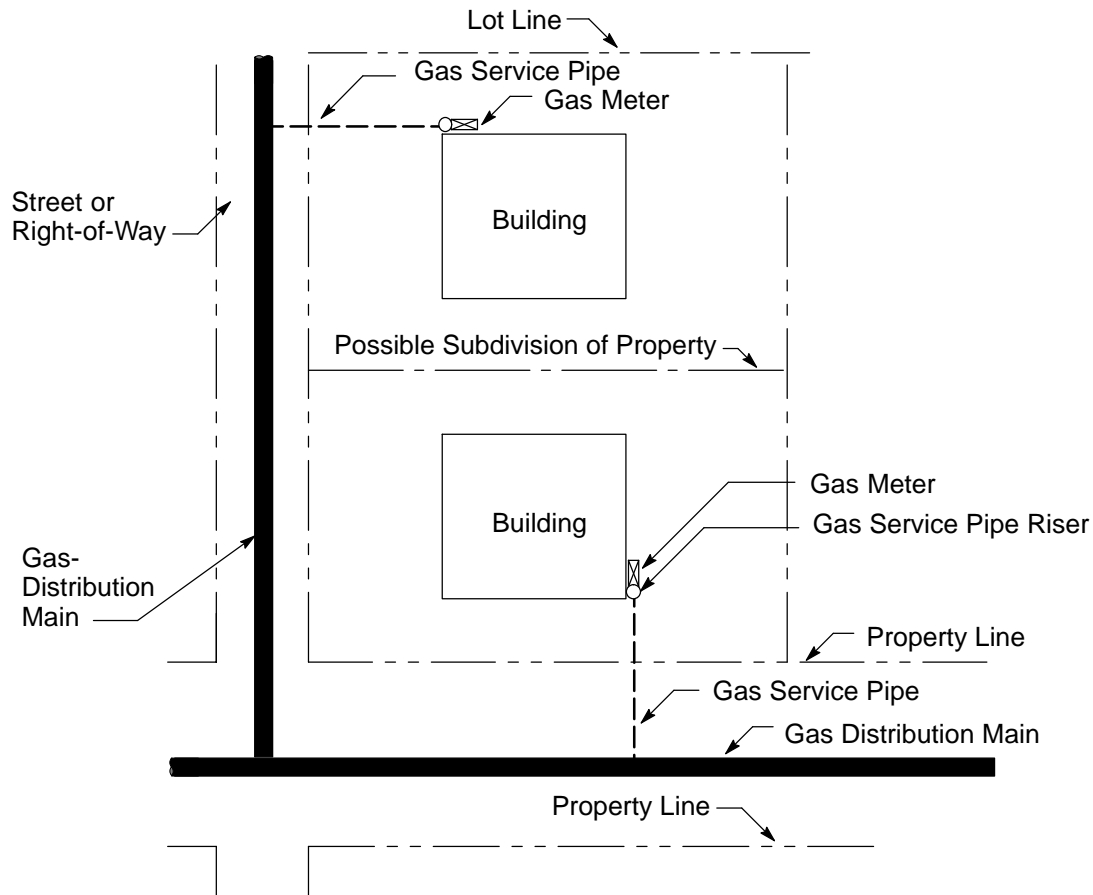 Lot Line
Gas Service Pipe
Gas Meter
Street or
Right-of-Way
Building
Possible Subdivision of Property
Gas Meter
Building
Gas Service Pipe Riser
Gas-
Distribution
Main
Property Line
Gas Service Pipe
Gas Distribution Main
Property Line